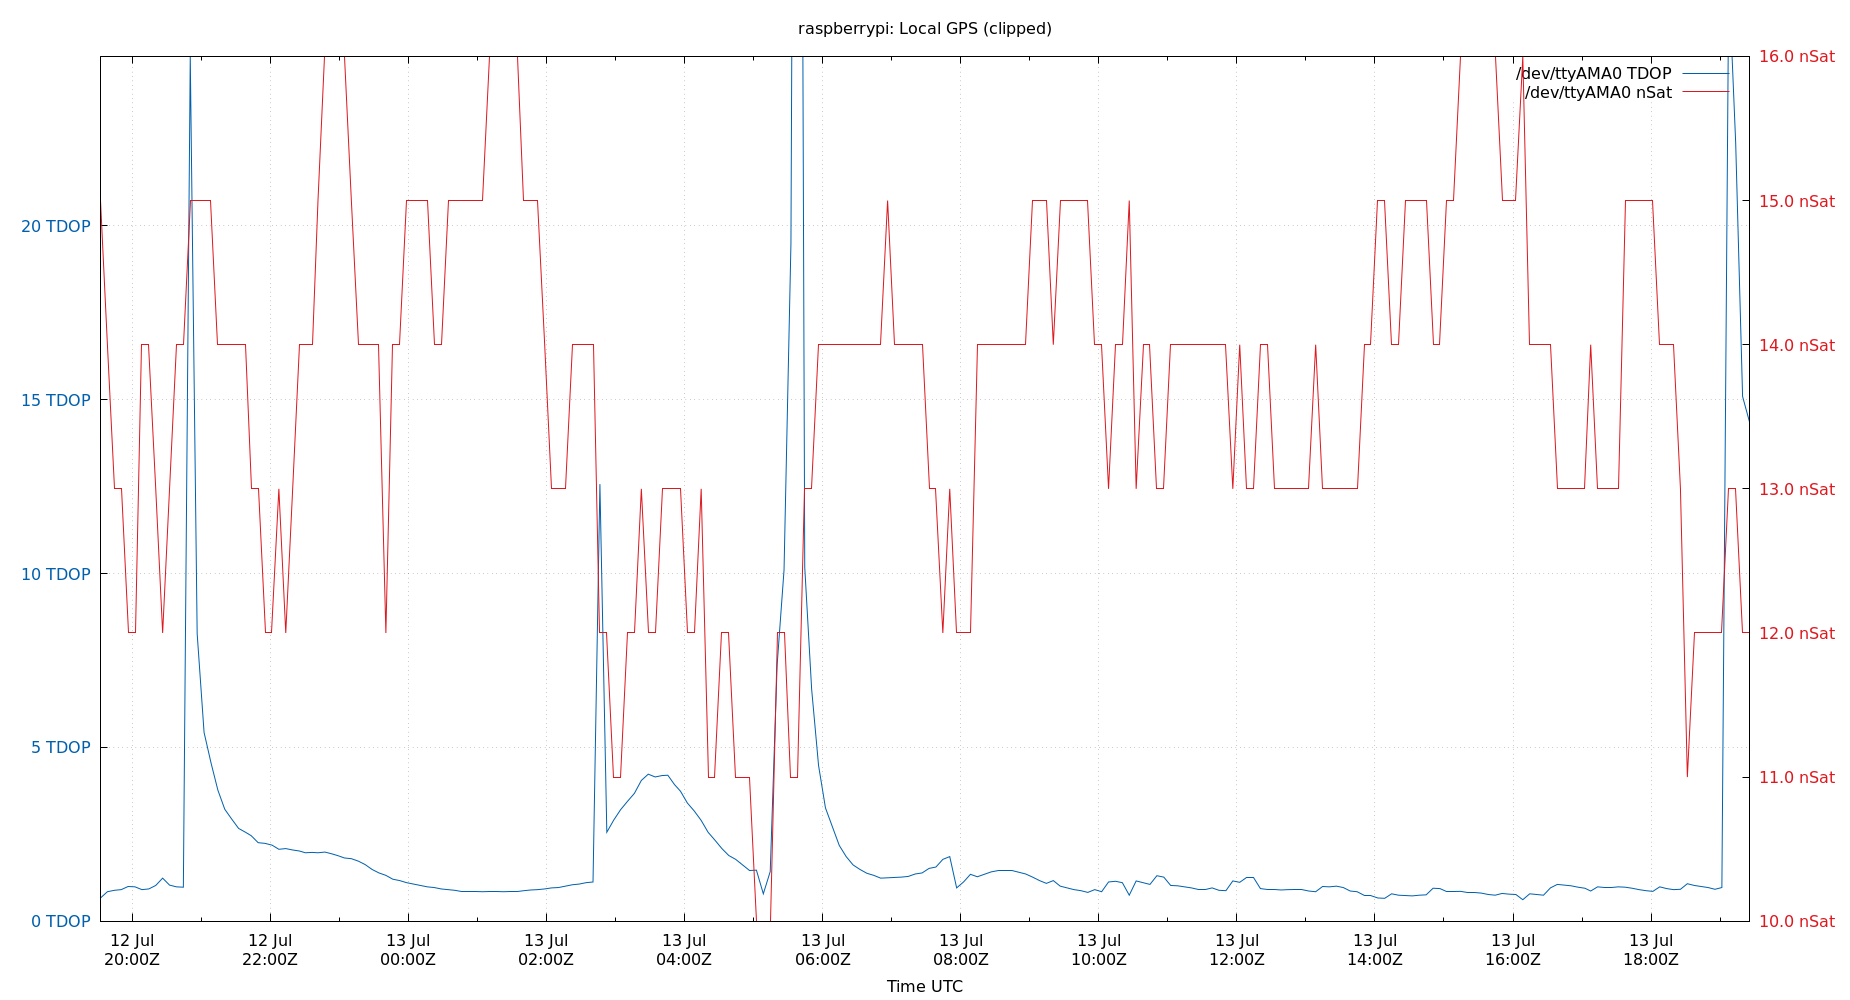 raspberrypi: Local GPS (clipped)
/dev/ttyAMA0 TDOP
/dev/ttyAMA0 nSat
20 TDOP
15 TDOP
10 TDOP
5 TDOP
0 TDOP
16.0 nSat
15.0 nSat
14.0 nSat
13.0 nSat
12.0 nSat
11.0 nSat
10.0 nSat
12 Jul 12 Jul 13 Jul 13 Jul 13 Jul 13 Jul 13 Jul 13 Jul 13 Jul 13 Jul 13 Jul 13 Jul
20:00Z 22:00Z 00:00Z 02:00Z 04:00Z 06:00Z 08:00Z 10:00Z 12:00Z 14:00Z 16:00Z 18:00Z
Time UTC